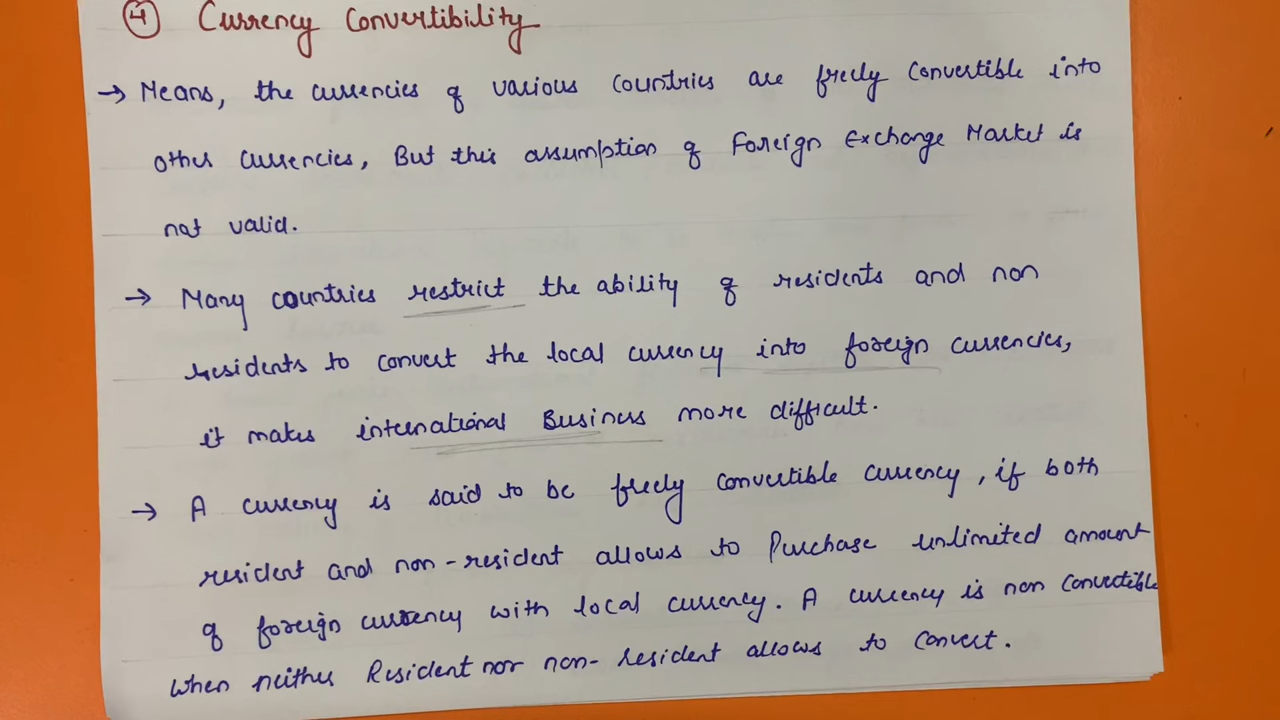 ④ Currency Convertibility
→ Means, the currencies of various countries are freely convertible into
other currencies, But this assumption of Foreign Exchange Market is
not valid.
→ Many countries restrict the ability of residents and non
residents to convert the local currency into foreign currencies,
it makes international Business more difficult.
→ A currency is said to be freely convertible currency, if both
resident and non-resident allows to Purchase unlimited amount
of foreign currency with local currency. A currency is non convertible
when neither Resident nor non-resident allows to convert.